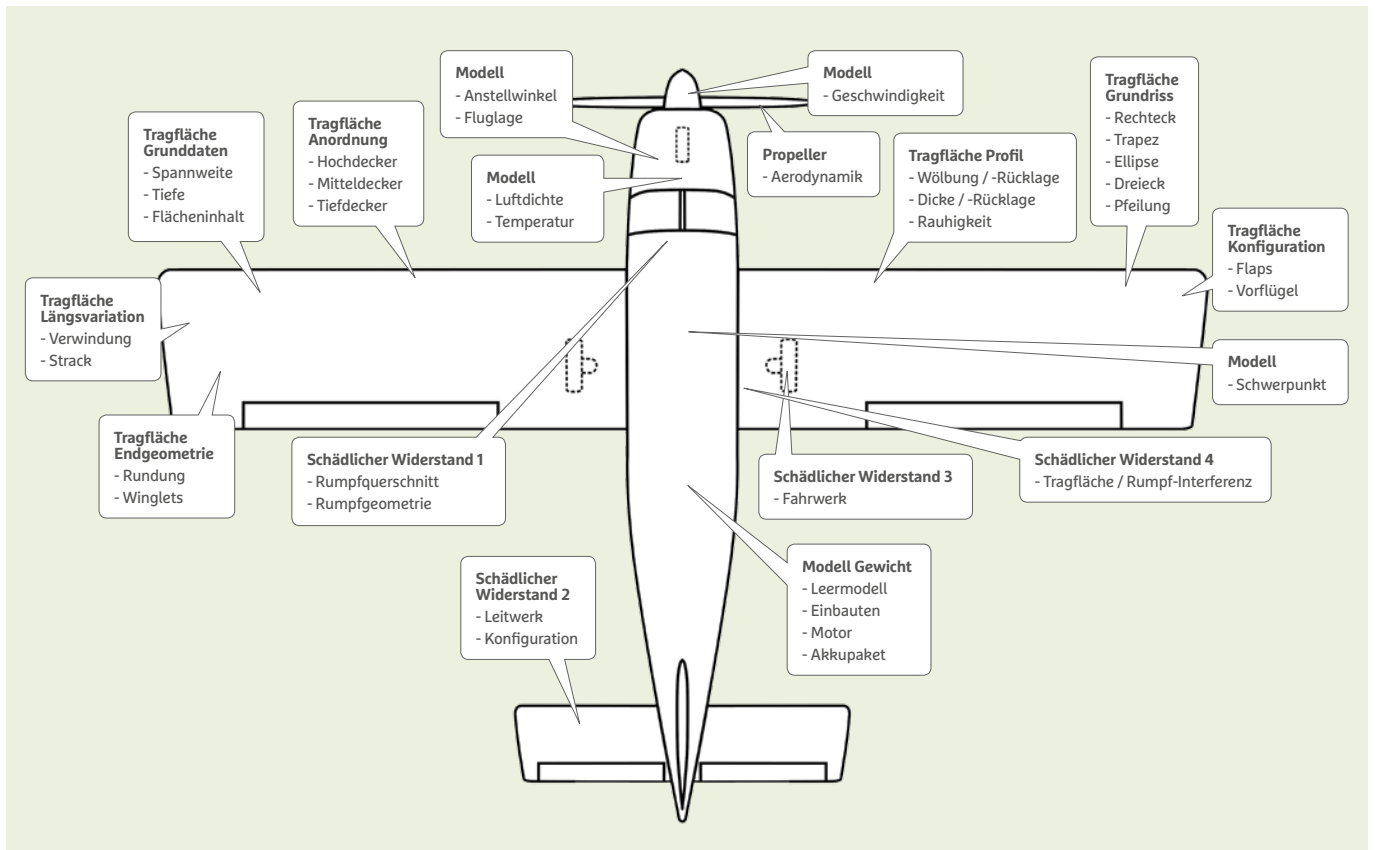 Modell
- Anstellwinkel
- Fluglage
Modell
- Geschwindigkeit
Tragfläche
Grundriss
- Rechteck
- Trapez
- Ellipse
- Dreieck
- Pfeilung
Tragfläche
Grunddaten
- Spannweite
- Tiefe
- Flächeninhalt
Tragfläche
Anordnung
- Hochdecker
- Mitteldecker
- Tiefdecker
Modell
- Luftdichte
- Temperatur
Propeller
- Aerodynamik
Tragfläche Profil
- Wölbung / -Rücklage
- Dicke / -Rücklage
- Rauhigkeit
Tragfläche
Konfiguration
- Flaps
- Vorflügel
Tragfläche
Längsvariation
- Verwindung
- Strack
Modell
- Schwerpunkt
Tragfläche
Endgeometrie
- Rundung
- Winglets
Schädlicher Widerstand 1
- Rumpfquerschnitt
- Rumpfgeometrie
Schädlicher Widerstand 3
- Fahrwerk
Schädlicher Widerstand 4
- Tragfläche / Rumpf-Interferenz
Schädlicher
Widerstand 2
- Leitwerk
- Konfiguration
Modell Gewicht
- Leermodell
- Einbauten
- Motor
- Akkupaket